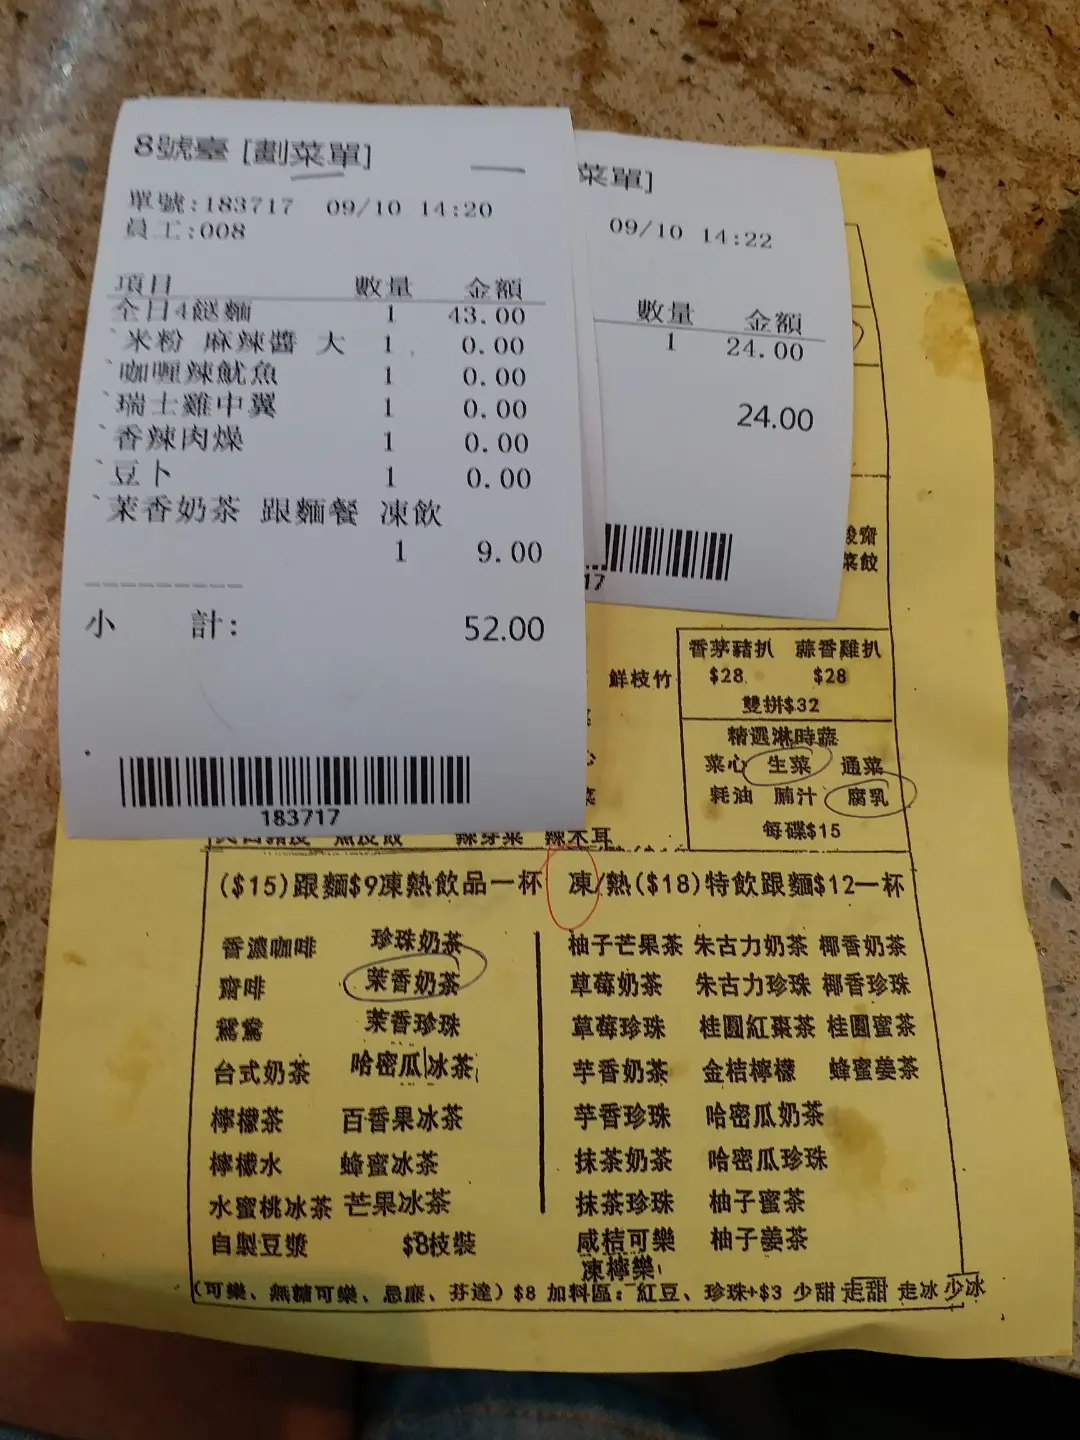 8號臺 [劃菜單]
單號:183717 09/10 14:20
員工:008
項目 數量 金額
全日4餸麵 1 43.00
米粉 麻辣醬 大 1 0.00
咖喱辣魷魚 1 0.00
瑞士雞中翼 1 0.00
香辣肉燥 1 0.00
豆卜 1 0.00
茉香奶茶 跟麵餐 凍飲
1 9.00
小 計: 52.00
183717
菜單]
09/10 14:22
數量 金額
1 24.00
24.00
17
菜餃
鮮枝竹
香茅豬扒 蒜香雞扒
$28 $28
雙拼$32
精選淋時蔬
菜心 生菜 通菜
蚝油 腩汁 腐乳
每碟$15
辣芽菜 辣木耳
($15)跟麵$9凍熱飲品一杯 凍/熱($18)特飲跟麵$12一杯
香濃咖啡 珍珠奶茶
齋啡 茉香奶茶
鴛鴦 茉香珍珠
台式奶茶 哈密瓜冰茶
檸檬茶 百香果冰茶
檸檬水 蜂蜜冰茶
水蜜桃冰茶 芒果冰茶
自製豆漿 $8枝裝
柚子芒果茶 朱古力奶茶 椰香奶茶
草莓奶茶 朱古力珍珠 椰香珍珠
草莓珍珠 桂圓紅棗茶 桂圓蜜茶
芋香奶茶 金桔檸檬 蜂蜜姜茶
芋香珍珠 哈密瓜奶茶
抹茶奶茶 哈密瓜珍珠
抹茶珍珠 柚子蜜茶
咸桔可樂 柚子姜茶
凍檸樂
(可樂、無糖可樂、忌廉、芬達) $8 加料區: 紅豆、珍珠+$3 少甜 走甜 走冰 少冰